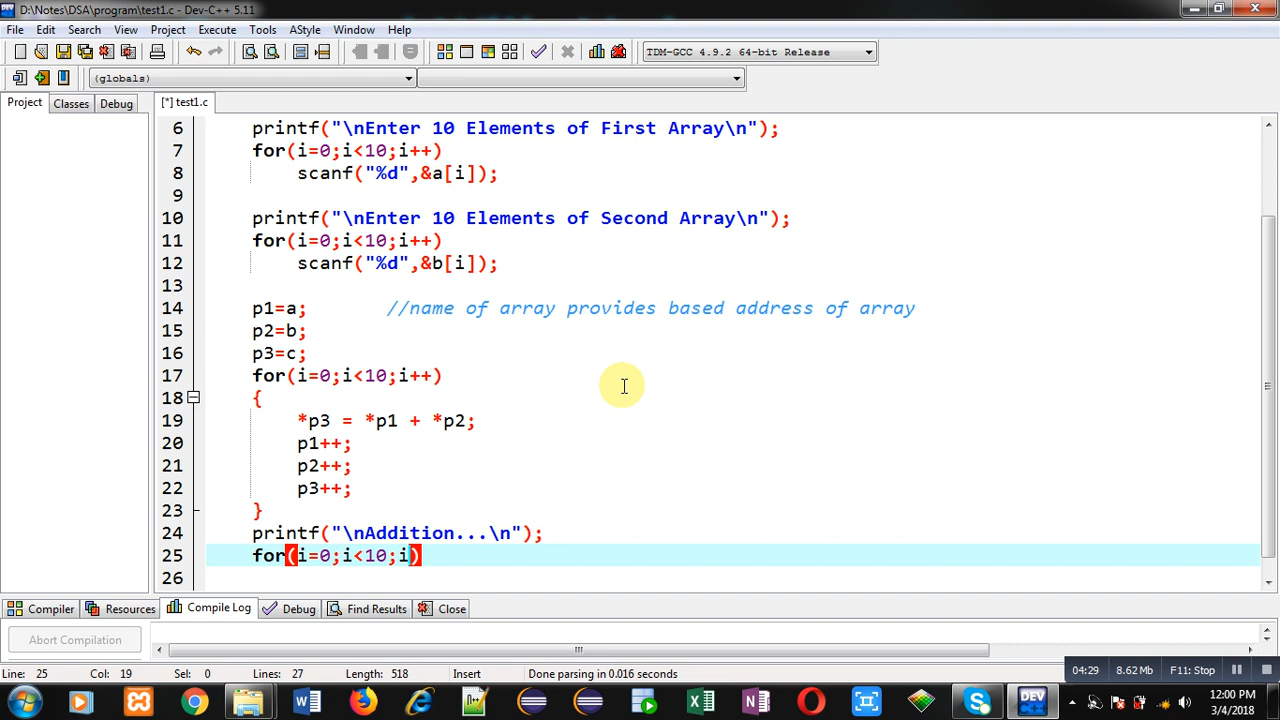 D:\Notes\DSA\program\test1.c - Dev-C++ 5.11
File Edit Search View Project Execute Tools AStyle Window Help
TDM-GCC 4.9.2 64-bit Release
(globals)
Project Classes Debug [*] test1.c
6 printf("\nEnter 10 Elements of First Array\n");
7 for(i=0;i<10;i++)
8 scanf("%d",&a[i]);
9
10 printf("\nEnter 10 Elements of Second Array\n");
11 for(i=0;i<10;i++)
12 scanf("%d",&b[i]);
13
14 p1=a; //name of array provides based address of array
15 p2=b;
16 p3=c;
17 for(i=0;i<10;i++)
18 {
19 *p3 = *p1 + *p2;
20 p1++;
21 p2++;
22 p3++;
23 }
24 printf("\nAddition...\n");
25 for(i=0;i<10;i)
26
Compiler Resources Compile Log Debug Find Results Close
Abort Compilation
Line: 25 Col: 19 Sel: 0 Lines: 27 Length: 518 Insert Done parsing in 0.016 seconds
04:29 8.62 Mb F11: Stop
DEV
12:00 PM
3/4/2018